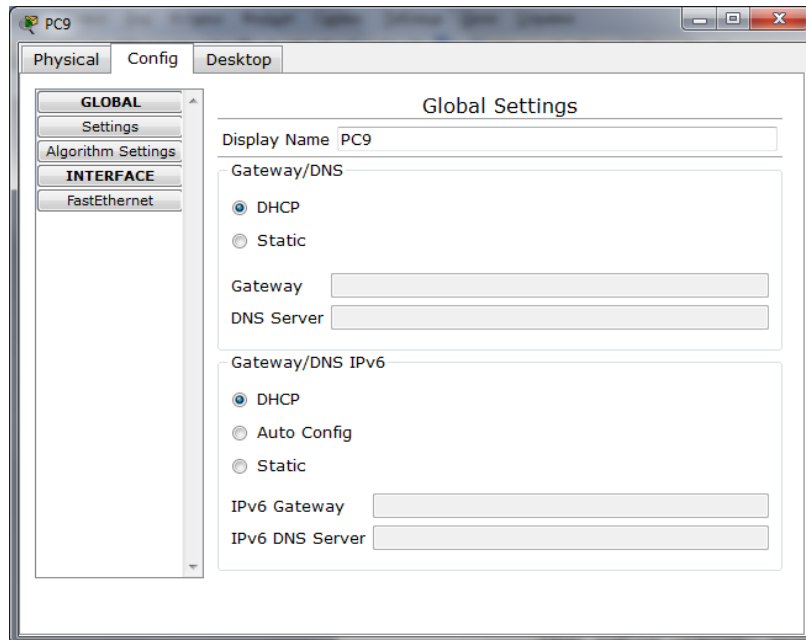 PC9
Physical Config Desktop
GLOBAL
Settings
Algorithm Settings
INTERFACE
FastEthernet
Global Settings
Display Name PC9
Gateway/DNS
DHCP
Static
Gateway
DNS Server
Gateway/DNS IPv6
DHCP
Auto Config
Static
IPv6 Gateway
IPv6 DNS Server